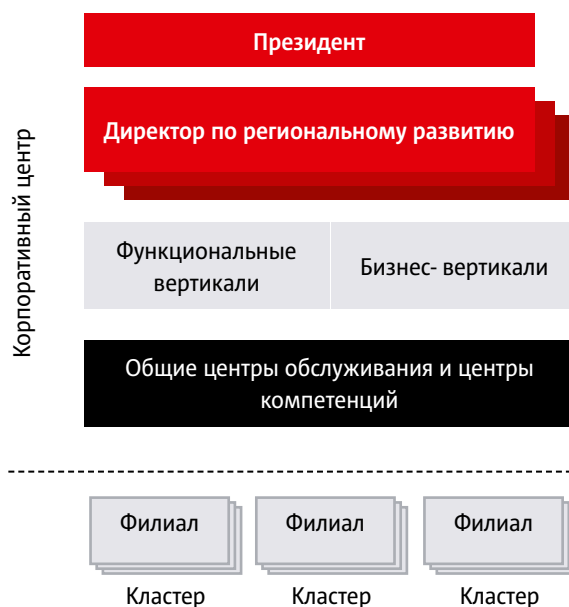 Президент
Директор по региональному развитию
Корпоративный центр
Функциональные
вертикали
Бизнес- вертикали
Общие центры обслуживания и центры
компетенций
Филиал
Филиал
Филиал
Кластер
Кластер
Кластер